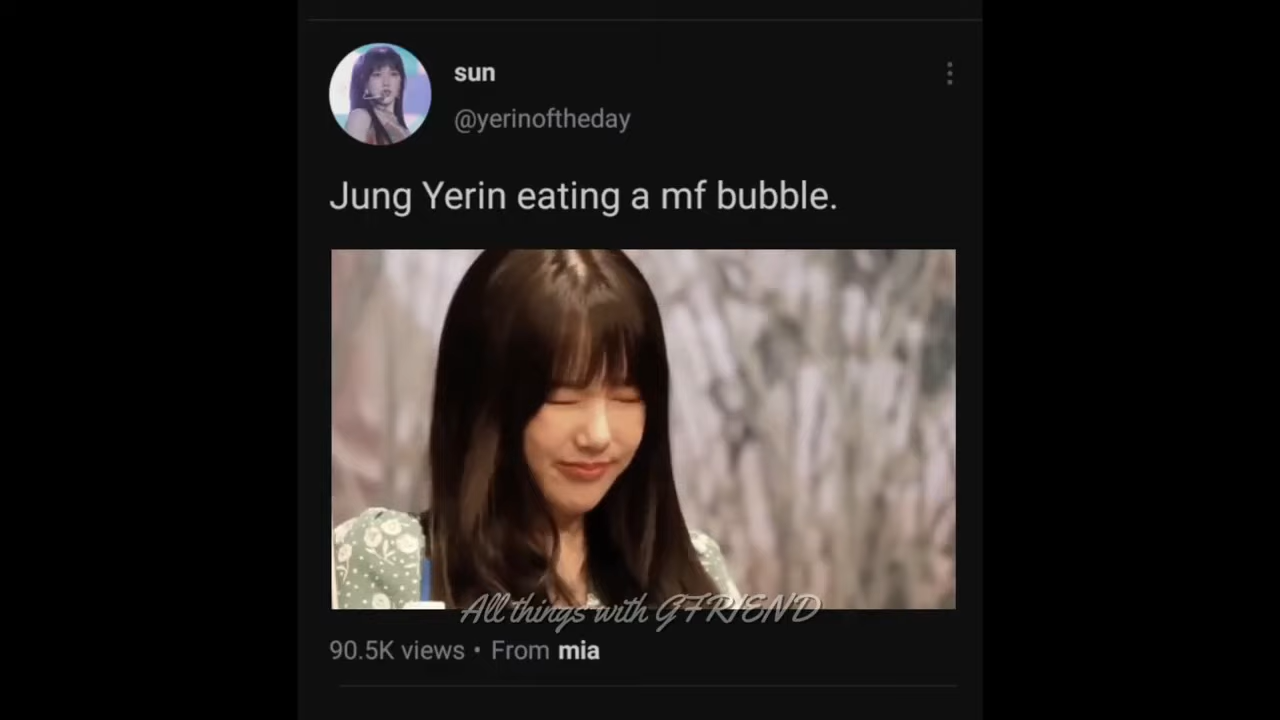 sun
@yerinoftheday
Jung Yerin eating a mf bubble.
All things with GFRIEND
90.5K views • From mia